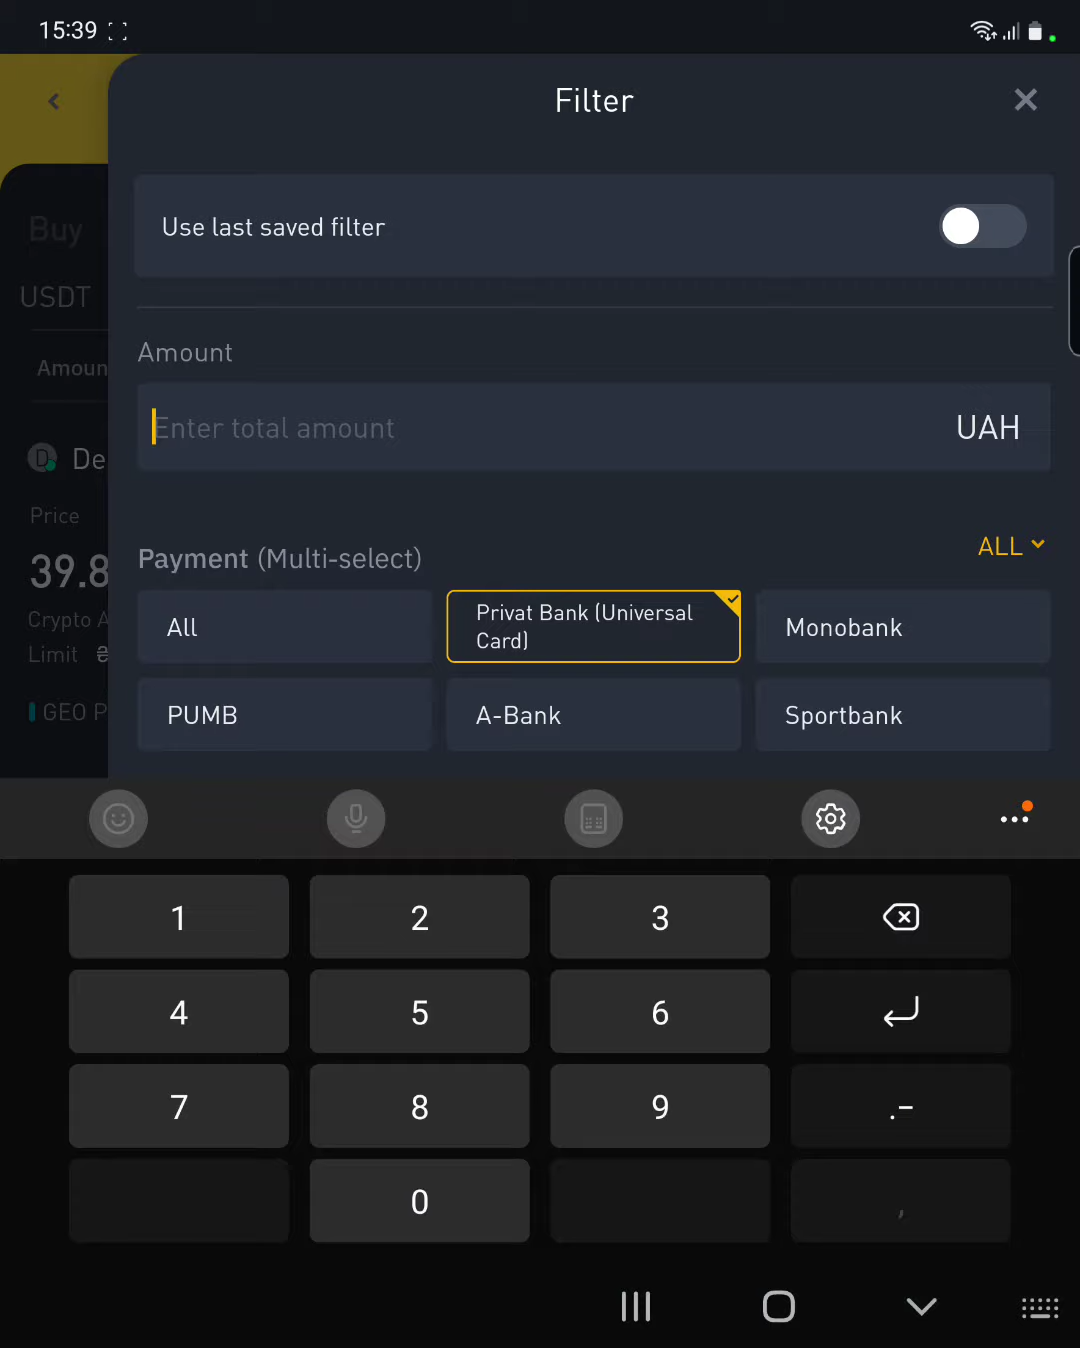 15:39
Filter
Use last saved filter
Buy
USDT
Amoun
De
Price
39.8
Crypto A
Limit ₴
GEO P
Amount
Enter total amount
UAH
Payment (Multi-select)
ALL
All
Privat Bank (Universal
Card)
Monobank
PUMB
A-Bank
Sportbank
1
2
3
4
5
6
7
8
9
.-
0
,